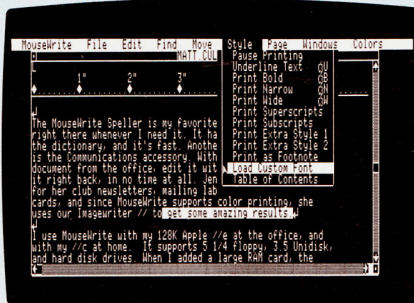 MouseWrite File Edit Find Move Style Page Windows Colors
MATT.CUL
Pause Printing
Underline Text U
Print Bold B
Print Narrow N
Print Wide W
Print Superscripts
Print Subscripts
Print Extra Style 1
Print Extra Style 2
Print as Footnote
Load Custom Font
Table of Contents
1" 2" 3"
The MouseWrite Speller is my favorite
right there whenever I need it. It ha
the dictionary, and it's fast. Anothe
is the Communications accessory. With
document from the office, edit it wit
it right back, in no time at all. Jen
for her club newsletters, mailing lab
cards, and since MouseWrite supports color printing, she
uses our Imagewriter // to get some amazing results.
I use MouseWrite with my 128K Apple //e at the office, and
with my //c at home. It supports 5 1/4 floppy, 3.5 Unidisk,
and hard disk drives. When I added a large RAM card, the